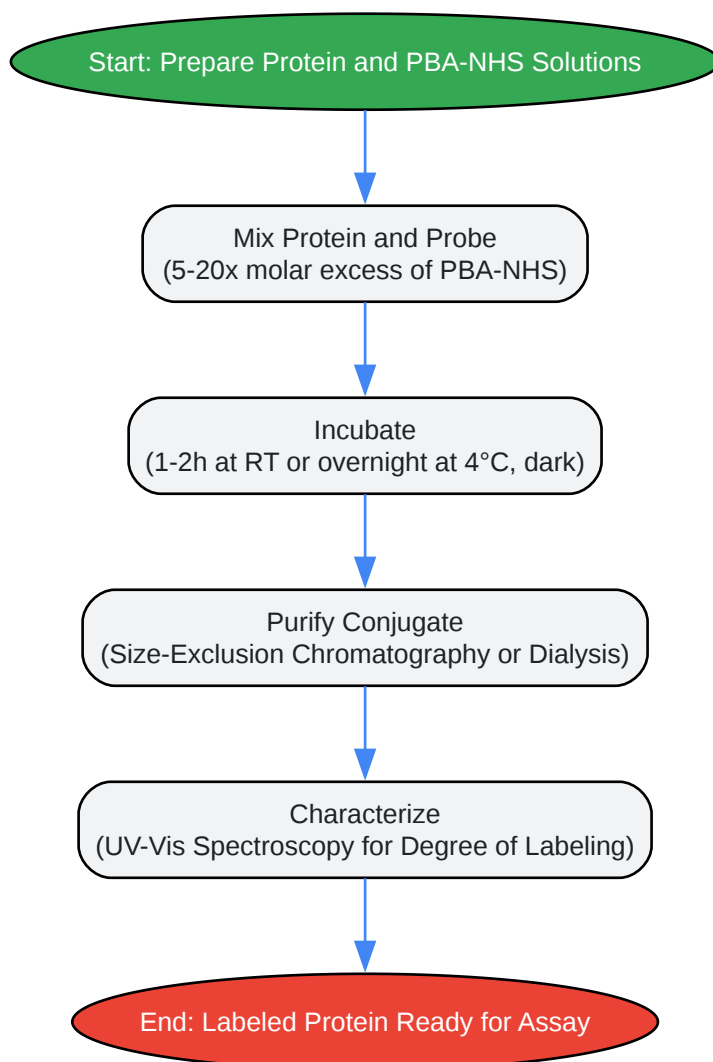 Start: Prepare Protein and PBA-NHS Solutions
Mix Protein and Probe
(5-20x molar excess of PBA-NHS)
Incubate
(1-2h at RT or overnight at 4°C, dark)
Purify Conjugate
(Size-Exclusion Chromatography or Dialysis)
Characterize
(UV-Vis Spectroscopy for Degree of Labeling)
End: Labeled Protein Ready for Assay